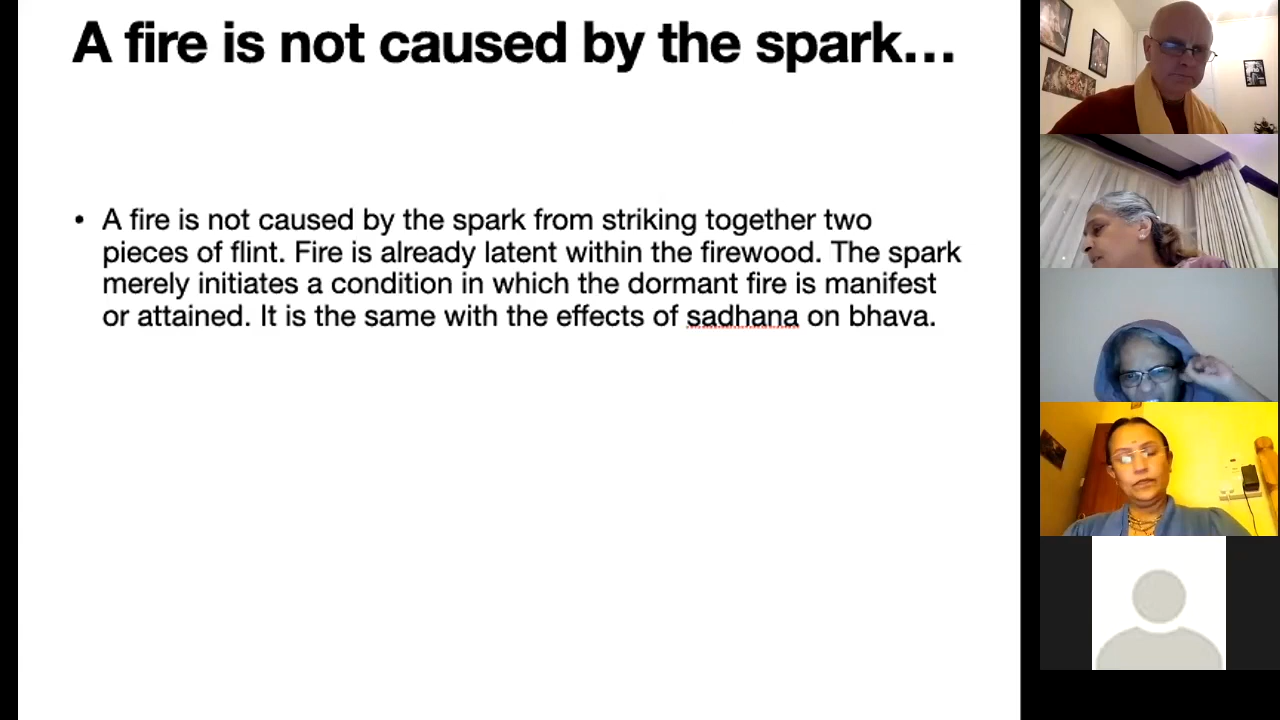 A fire is not caused by the spark…
• A fire is not caused by the spark from striking together two
pieces of flint. Fire is already latent within the firewood. The spark
merely initiates a condition in which the dormant fire is manifest
or attained. It is the same with the effects of sadhana on bhava.